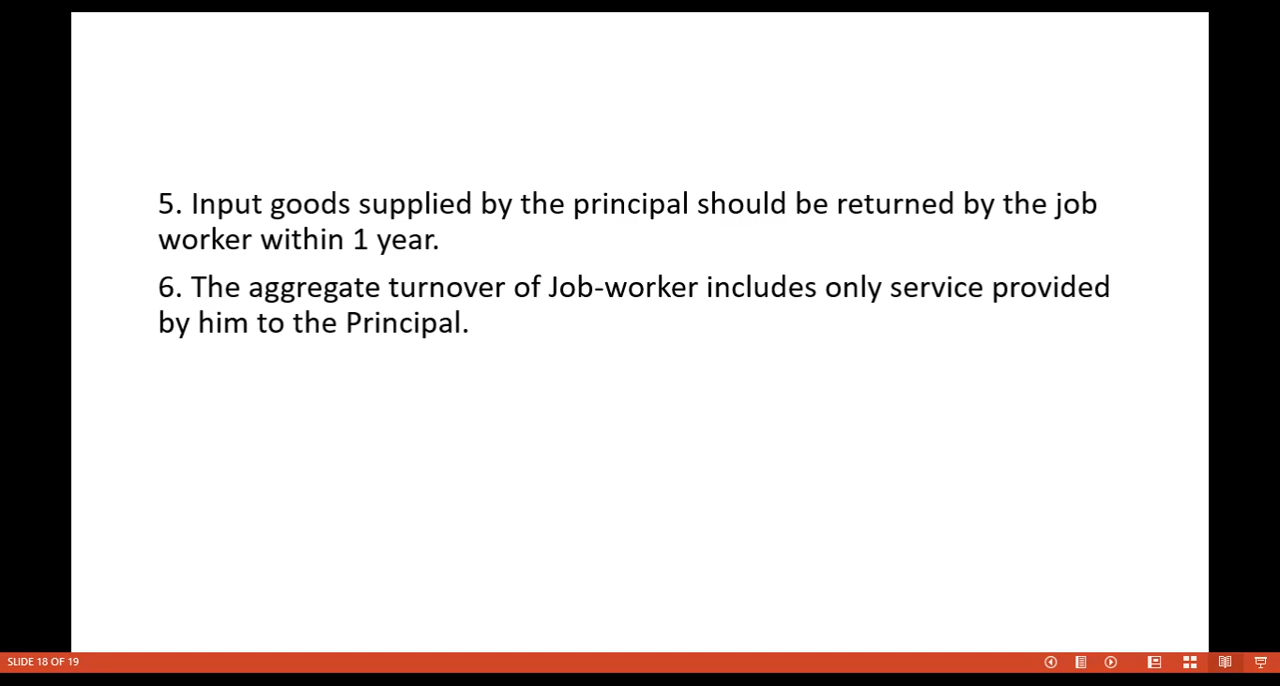 5. Input goods supplied by the principal should be returned by the job
worker within 1 year.
6. The aggregate turnover of Job-worker includes only service provided
by him to the Principal.
SLIDE 18 OF 19